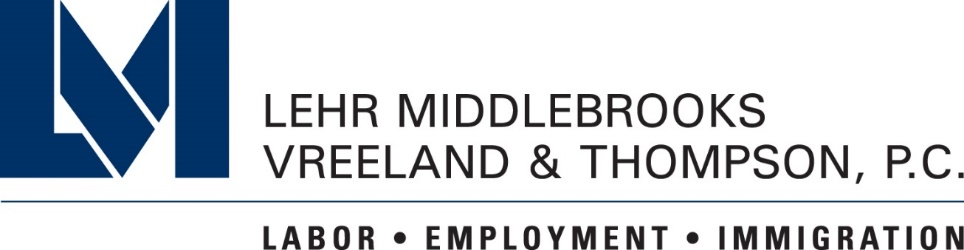 LEHR MIDDLEBROOKS
VREELAND & THOMPSON, P.C.
LABOR • EMPLOYMENT • IMMIGRATION